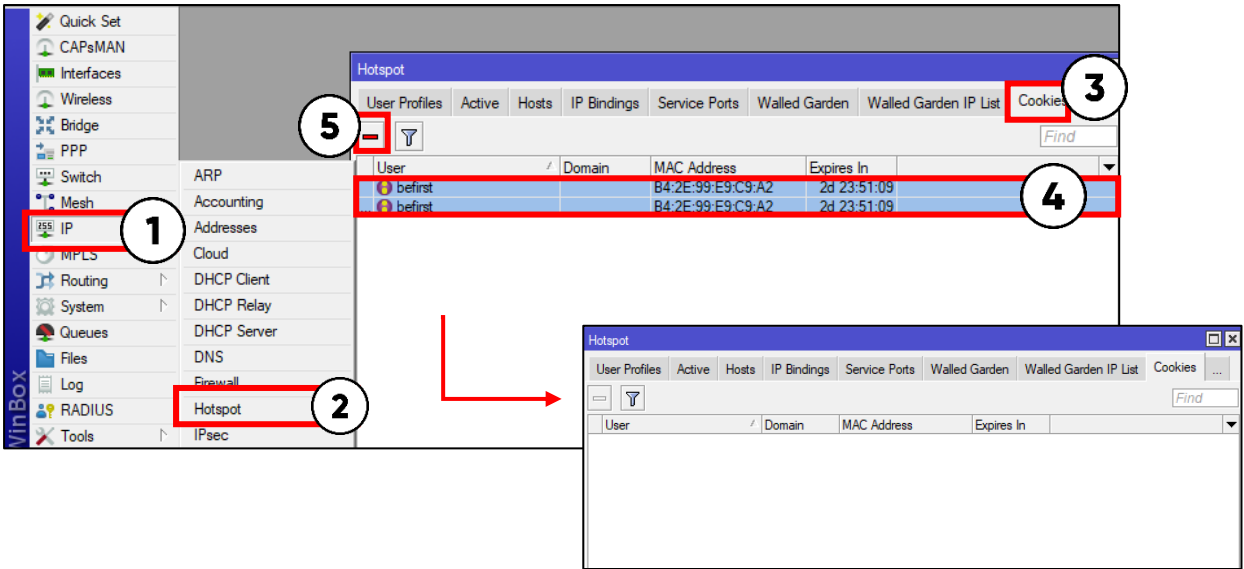 Quick Set
CAPsMAN
Interfaces
Wireless
Bridge
PPP
Switch
Mesh
IP
MPLS
Routing
System
Queues
Files
Log
RADIUS
Tools
WinBox
1
ARP
Accounting
Addresses
Cloud
DHCP Client
DHCP Relay
DHCP Server
DNS
Firewall
Hotspot
IPsec
2
Hotspot
User Profiles Active Hosts IP Bindings Service Ports Walled Garden Walled Garden IP List Cookies
3
5
Find
User Domain MAC Address Expires In
befirst B4:2E:99:E9:C9:A2 2d 23:51:09
... befirst B4:2E:99:E9:C9:A2 2d 23:51:09
4
Hotspot
User Profiles Active Hosts IP Bindings Service Ports Walled Garden Walled Garden IP List Cookies ...
Find
User Domain MAC Address Expires In